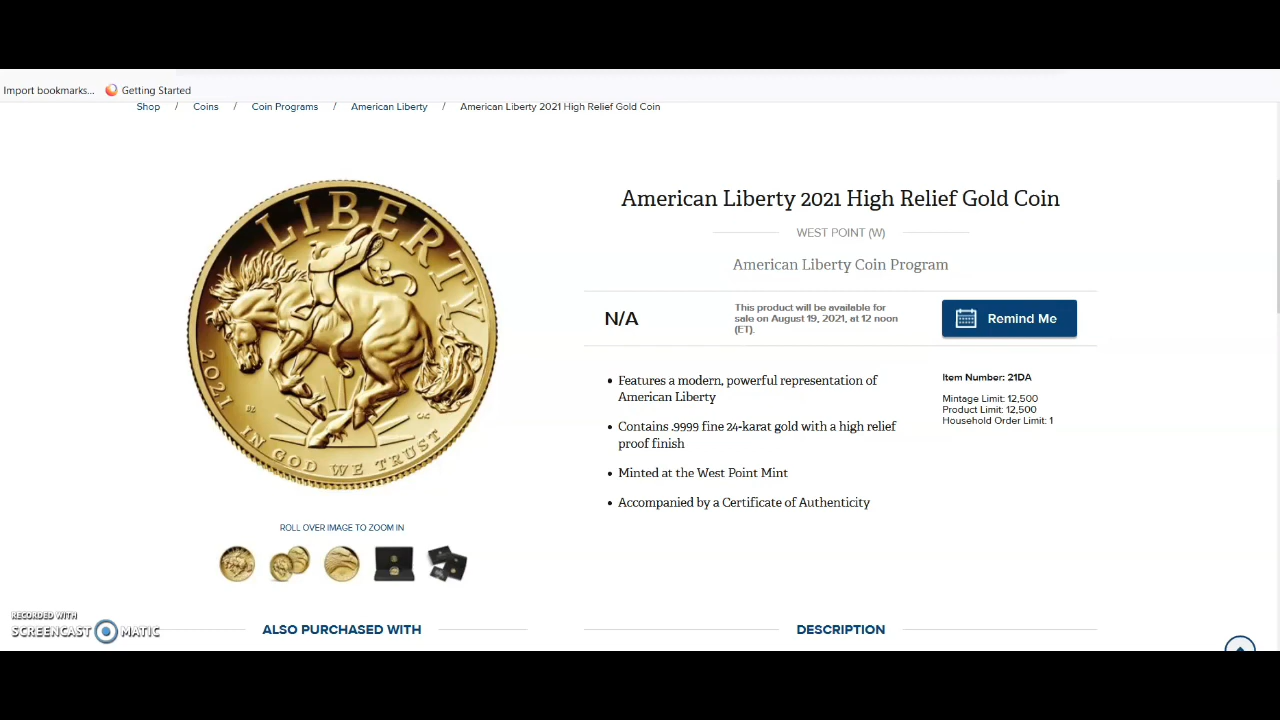 Import bookmarks... Getting Started
Shop / Coins / Coin Programs / American Liberty / American Liberty 2021 High Relief Gold Coin
LIBERTY
2021
IN GOD WE TRUST
ROLL OVER IMAGE TO ZOOM IN
American Liberty 2021 High Relief Gold Coin
WEST POINT (W)
American Liberty Coin Program
N/A
This product will be available for
sale on August 19, 2021, at 12 noon
(ET).
Remind Me
• Features a modern, powerful representation of
American Liberty
• Contains .9999 fine 24-karat gold with a high relief
proof finish
• Minted at the West Point Mint
• Accompanied by a Certificate of Authenticity
Item Number: 21DA
Mintage Limit: 12,500
Product Limit: 12,500
Household Order Limit: 1
RECORDED WITH
SCREENCAST MATIC
ALSO PURCHASED WITH
DESCRIPTION